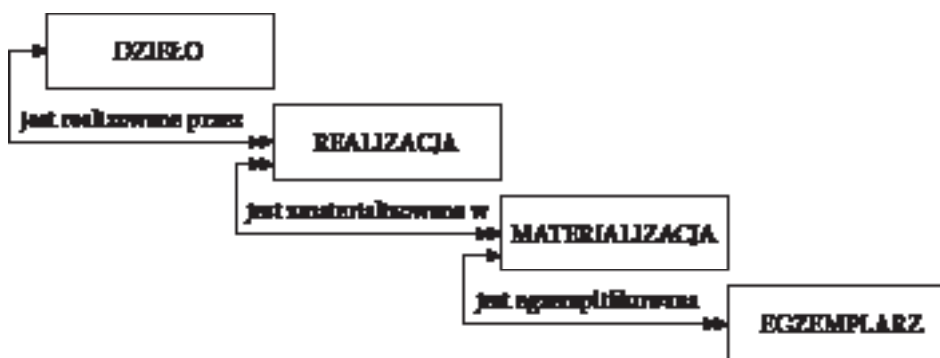 DZIEŁO
jest realizowane przez
REALIZACJA
jest zmaterializowana w
MATERIALIZACJA
jest egzemplifikowana
EGZEMPLARZ